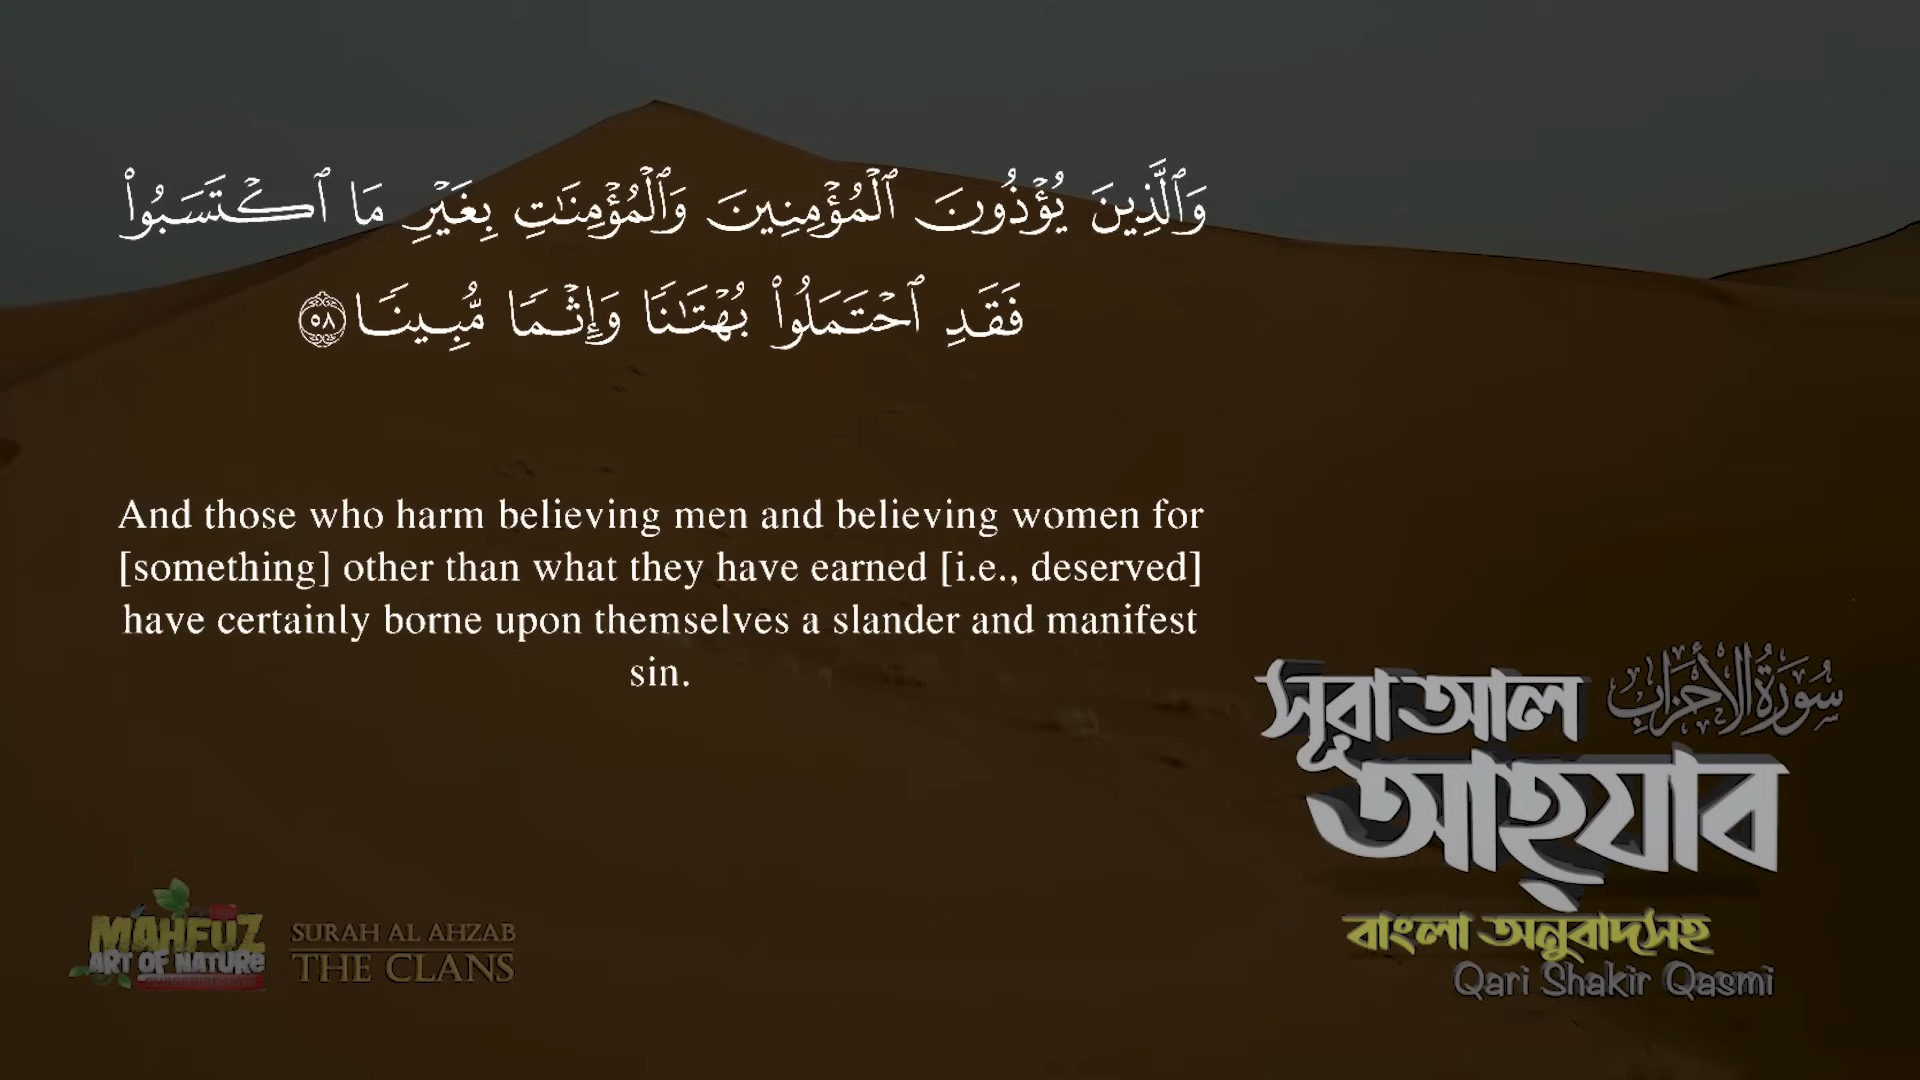 وَٱلَّذِينَ يُؤْذُونَ ٱلْمُؤْمِنِينَ وَٱلْمُؤْمِنَٰتِ بِغَيْرِ مَا ٱكْتَسَبُوا۟
فَقَدِ ٱحْتَمَلُوا۟ بُهْتَٰنًا وَإِثْمًا مُّبِينًا ٥٨
And those who harm believing men and believing women for
[something] other than what they have earned [i.e., deserved]
have certainly borne upon themselves a slander and manifest
sin.
সূরা আল
سُورَةُ الأَحْزَابِ
আহ্‌যাব
বাংলা অনুবাদসহ
Qari Shakir Qasmi
MAHFUZ
ART OF NATURE
SURAH AL AHZAB
THE CLANS